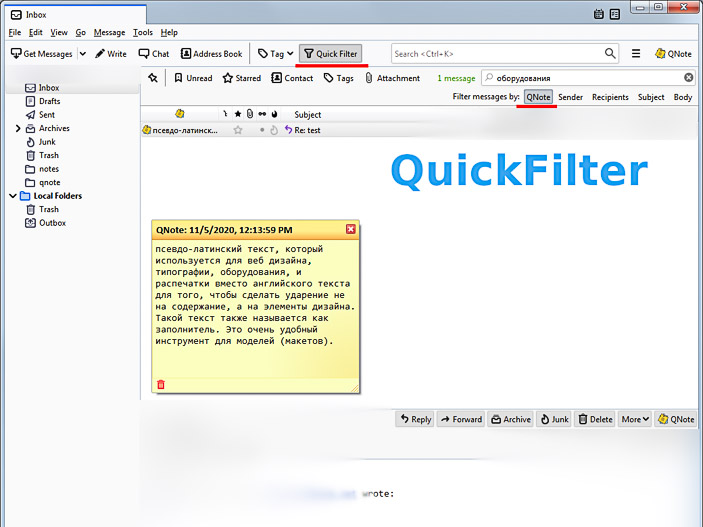 Inbox
File Edit View Go Message Tools Help
Get Messages Write Chat Address Book Tag Quick Filter Search <Ctrl+K> QNote
Unread Starred Contact Tags Attachment 1 message оборудования
Filter messages by: QNote Sender Recipients Subject Body
Inbox
Drafts
Sent
Archives
Junk
Trash
notes
qnote
Local Folders
Trash
Outbox
Subject
псевдо-латинск... Re: test
QuickFilter
QNote: 11/5/2020, 12:13:59 PM
псевдо-латинский текст, который
используется для веб дизайна,
типографии, оборудования, и
распечатки вместо английского текста
для того, чтобы сделать ударение не
на содержание, а на элементы дизайна.
Такой текст также называется как
заполнитель. Это очень удобный
инструмент для моделей (макетов).
Reply Forward Archive Junk Delete More QNote
wrote: